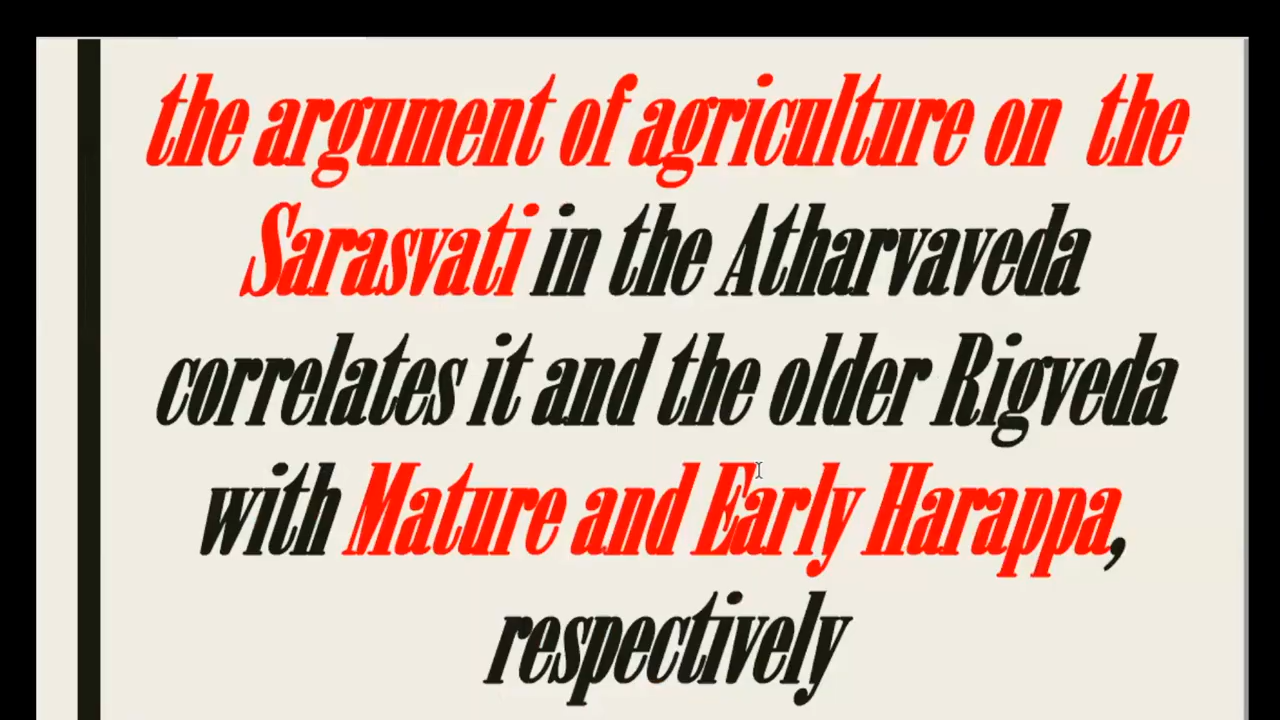 the argument of agriculture on the
Sarasvati in the Atharvaveda
correlates it and the older Rigveda
with Mature and Early Harappa,
respectively